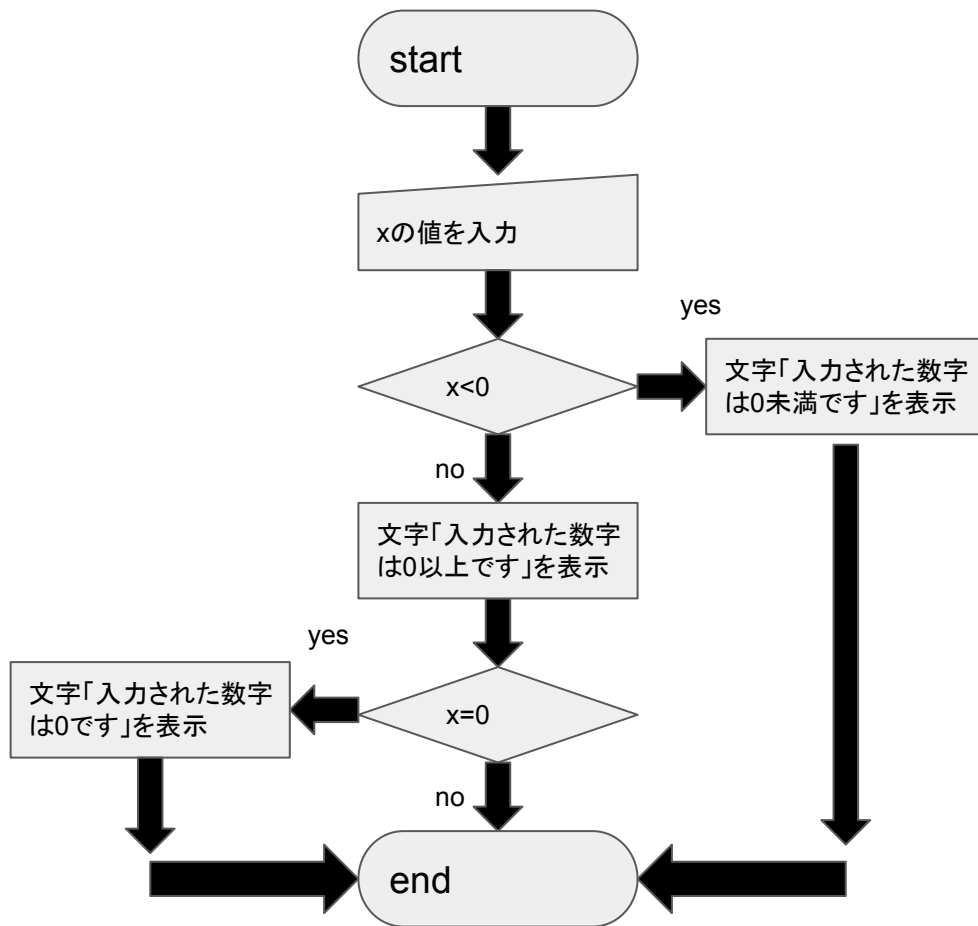 start
xの値を入力
yes
x<0
文字「入力された数字
は0未満です」を表示
no
文字「入力された数字
は0以上です」を表示
yes
文字「入力された数字
は0です」を表示
x=0
no
end